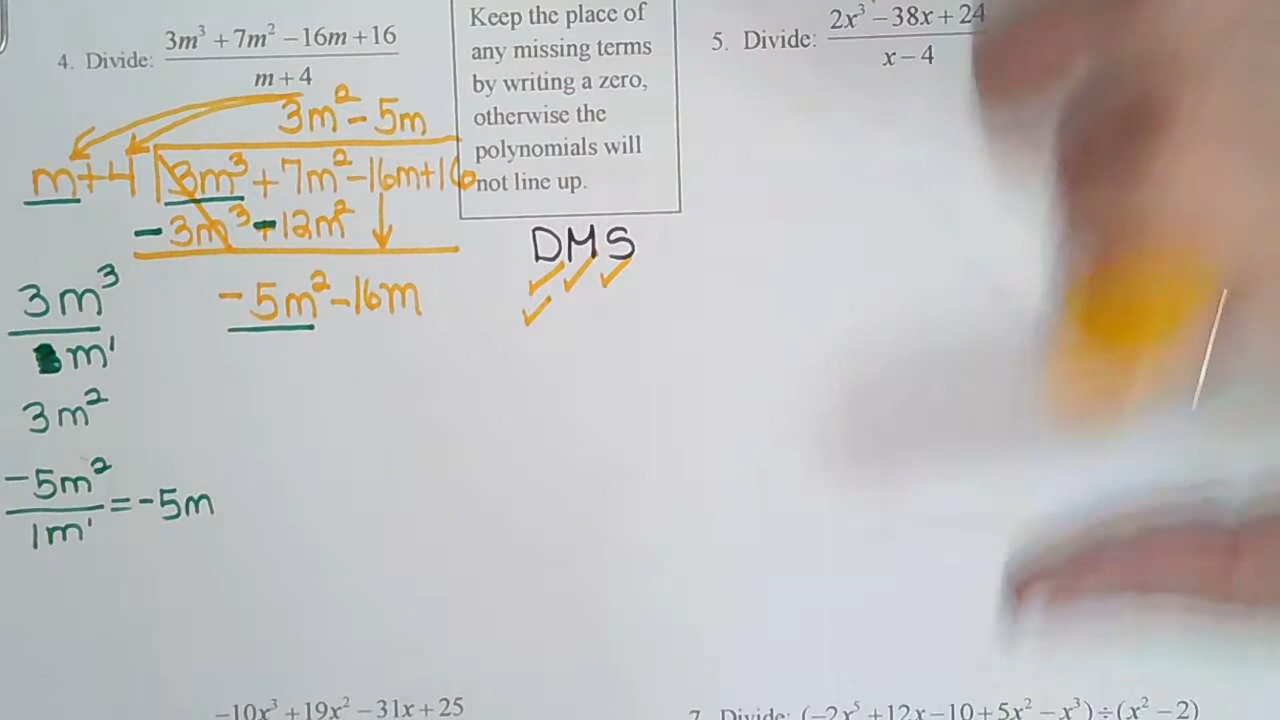 4. Divide: 3m³ + 7m² − 16m + 16
m + 4
3m² - 5m
m + 4 3m³ + 7m² - 16m + 16
- 3m³ - 12m²
-5m² - 16m
3m³
m¹
3m²
-5m²
1m¹
= -5m
Keep the place of
any missing terms
by writing a zero,
otherwise the
polynomials will
not line up.
DMS
5. Divide: 2x³ − 38x + 24
x − 4
−10x³ + 19x² − 31x + 25
7. Divide: (−2x⁵ + 12x − 10 + 5x² − x³) ÷ (x² − 2)